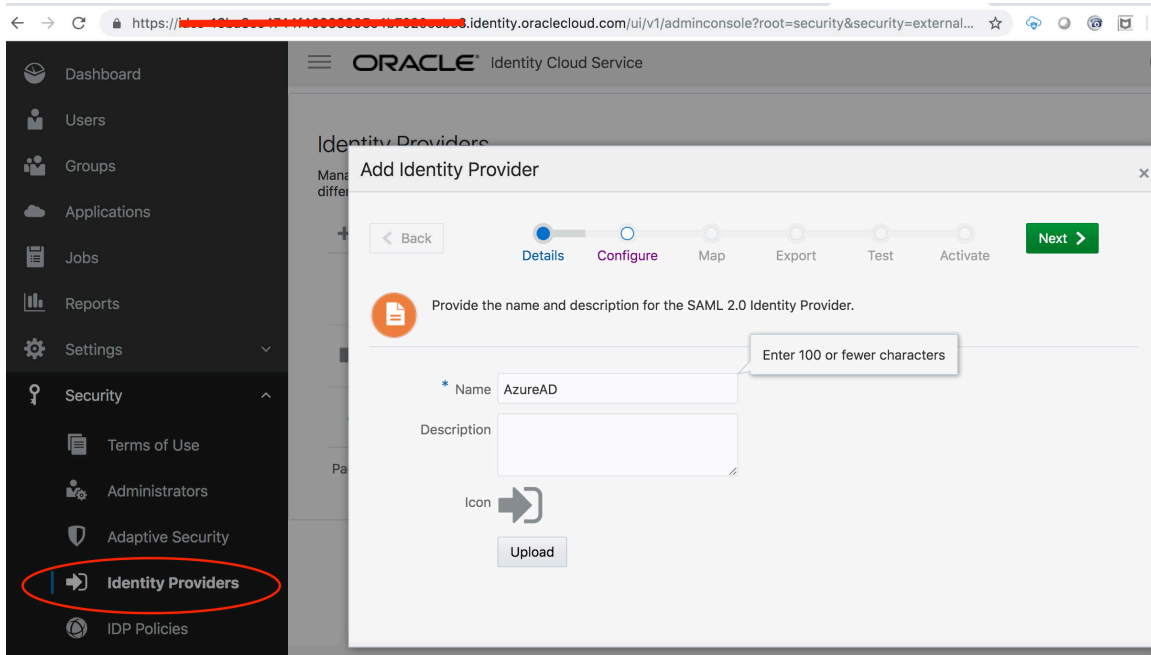 .identity.oraclecloud.com/ui/v1/adminconsole?root=security&security=external...
ORACLE Identity Cloud Service
Dashboard
Users
Groups
Applications
Jobs
Reports
Settings
Security
Terms of Use
Administrators
Adaptive Security
Identity Providers
IDP Policies
Identity Providers
Add Identity Provider
Back
Details
Configure
Map
Export
Test
Activate
Next
Provide the name and description for the SAML 2.0 Identity Provider.
Enter 100 or fewer characters
* Name AzureAD
Description
Icon
Upload